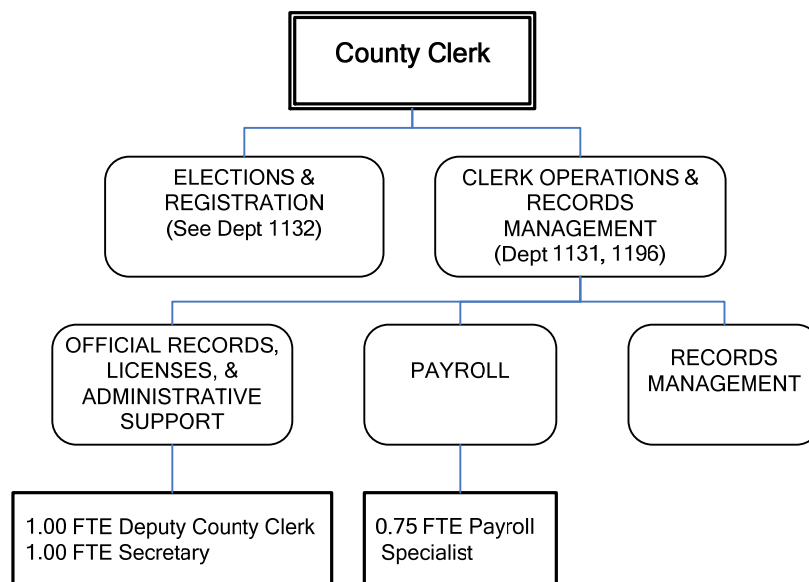 County Clerk
ELECTIONS &
REGISTRATION
(See Dept 1132)
CLERK OPERATIONS &
RECORDS
MANAGEMENT
(Dept 1131, 1196)
OFFICIAL RECORDS,
LICENSES, &
ADMINISTRATIVE
SUPPORT
PAYROLL
RECORDS
MANAGEMENT
1.00 FTE Deputy County Clerk
1.00 FTE Secretary
0.75 FTE Payroll
Specialist